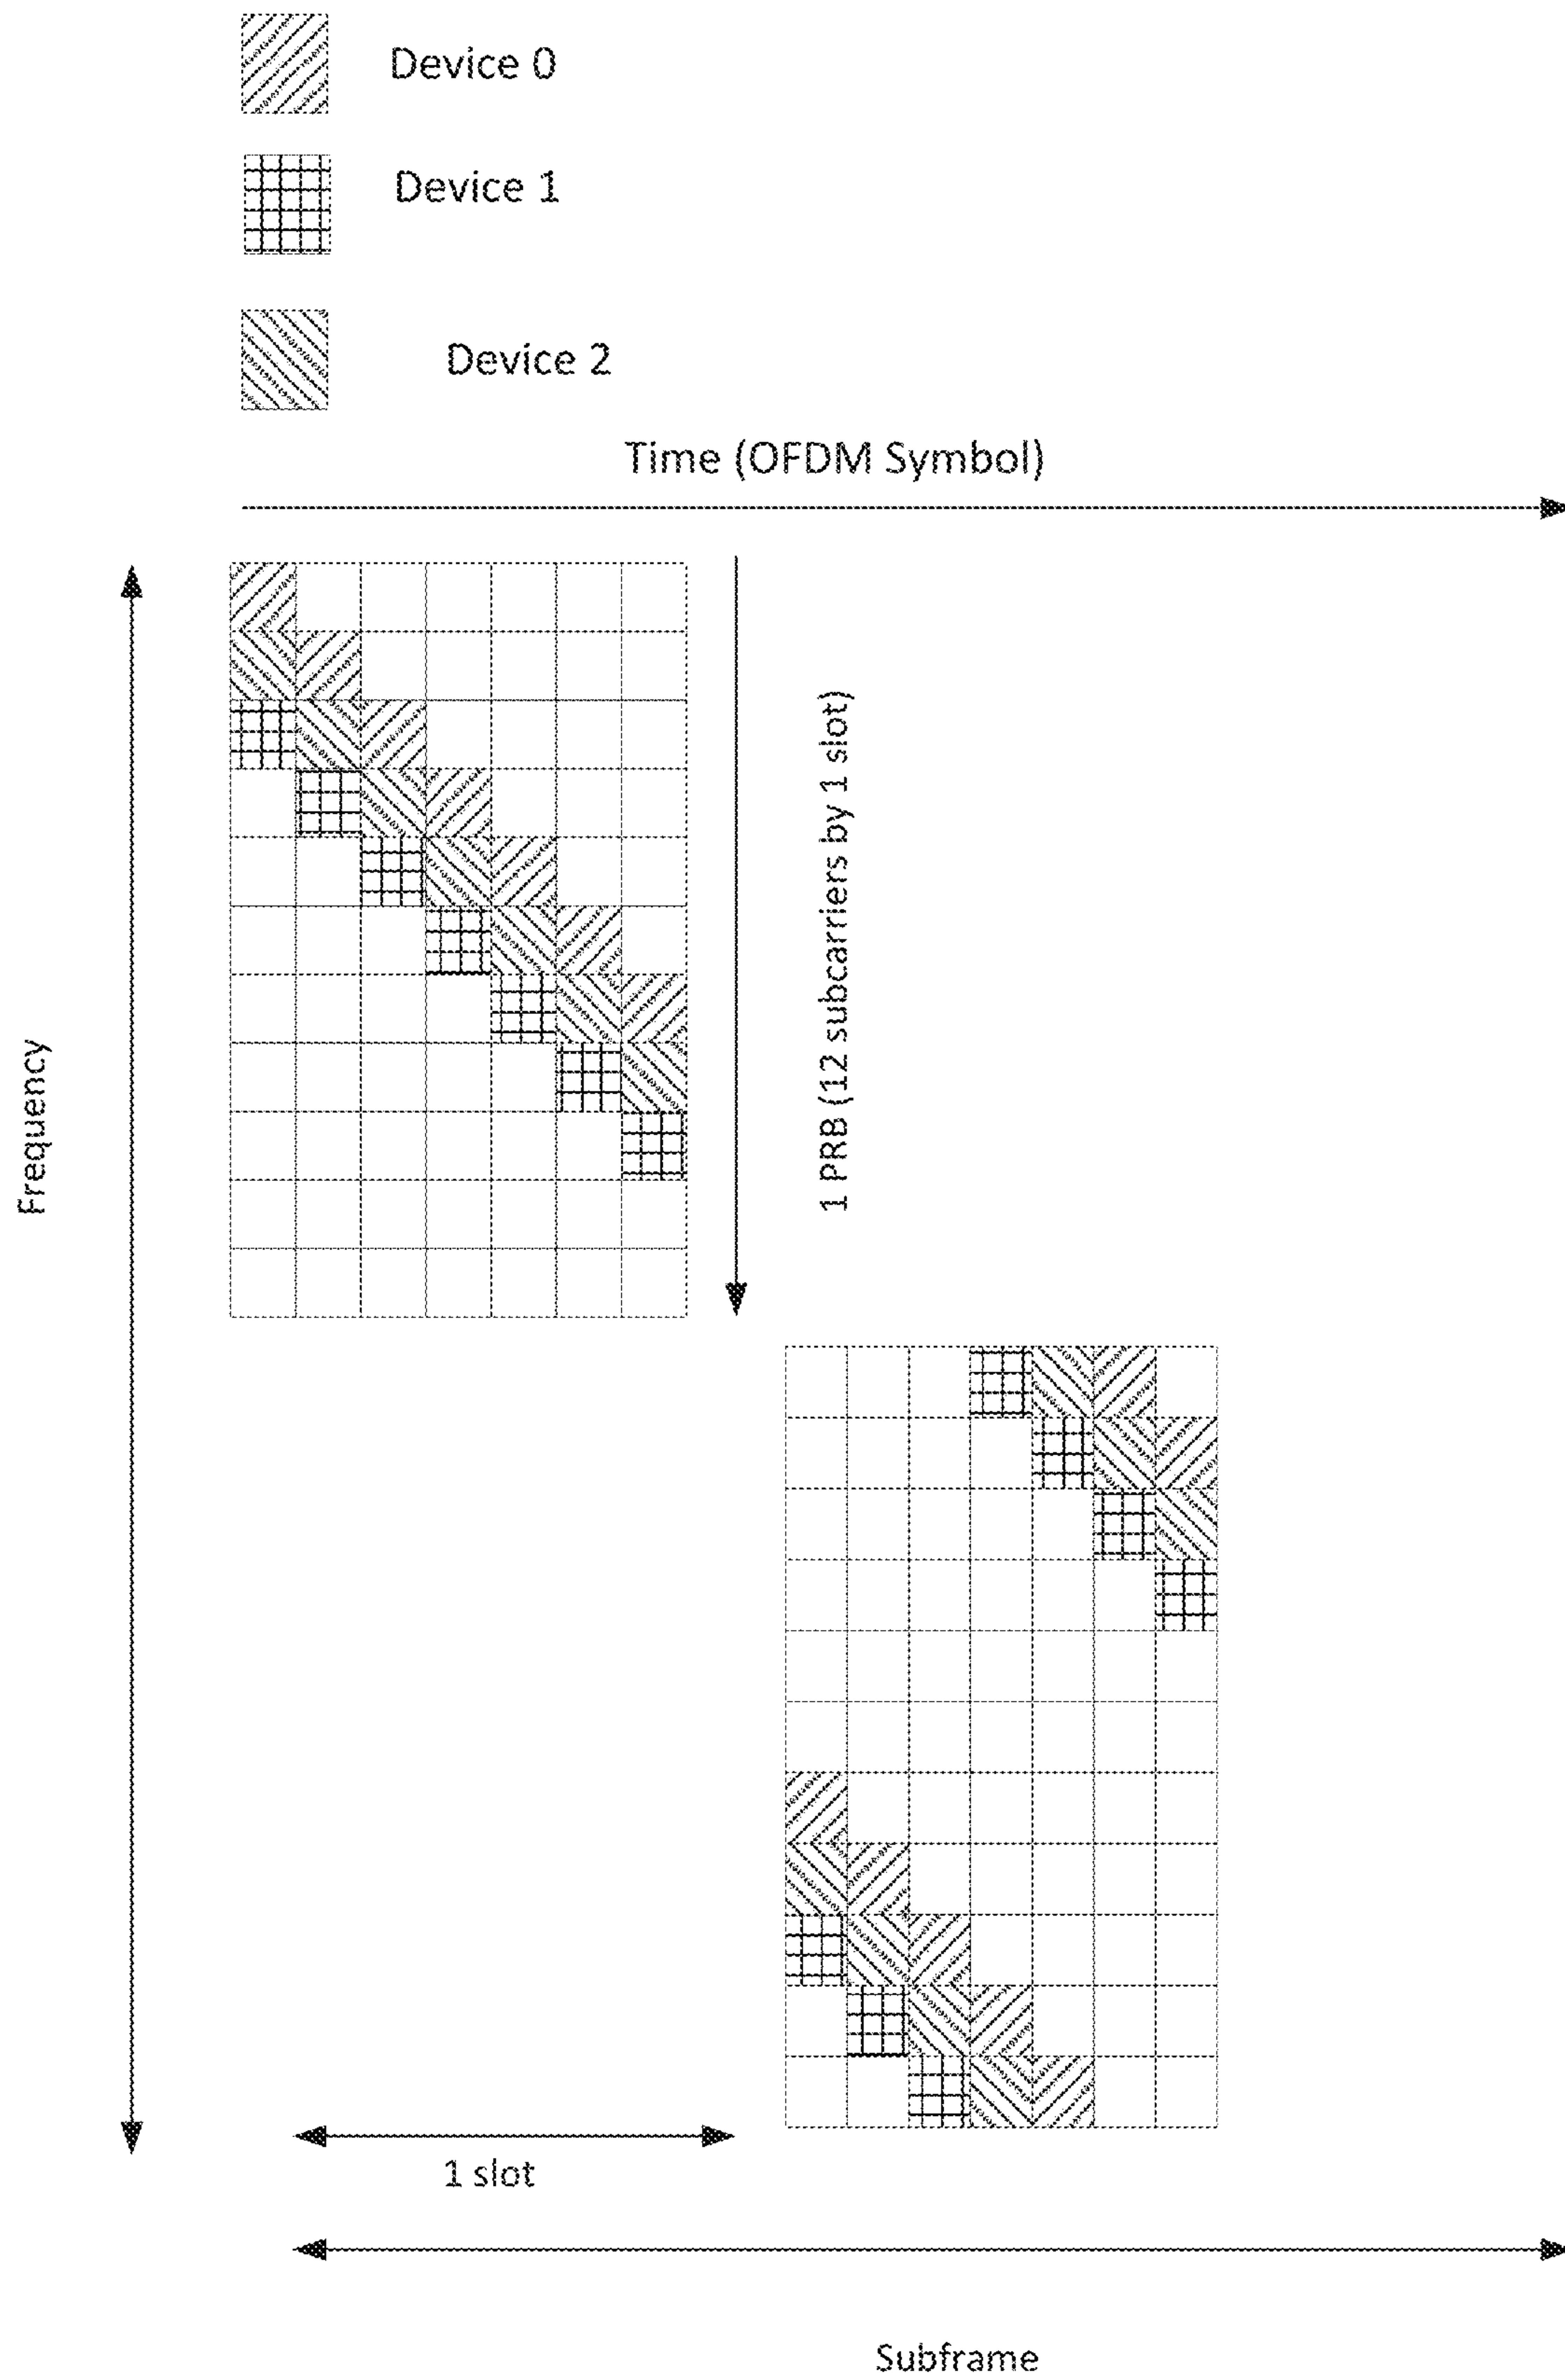 Device 0
Device 1
Device 2
Time (OFDM Symbol)
Frequency
1 PRB (12 subcarriers by 1 slot)
1 slot
Subframe